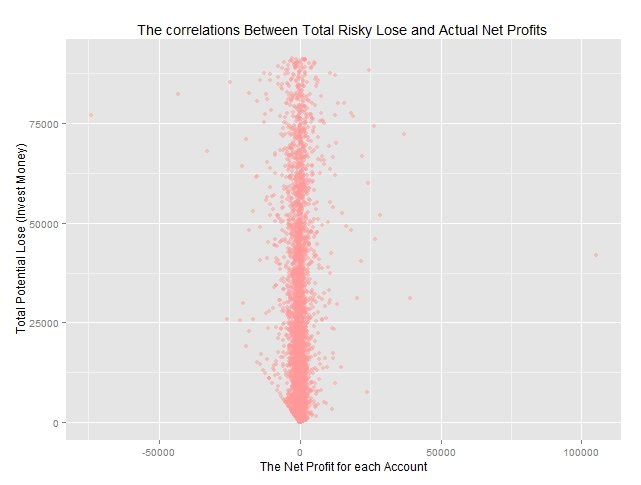 The correlations Between Total Risky Lose and Actual Net Profits
Total Potential Lose (Invest Money)
75000
50000
25000
0
-50000
0
50000
100000
The Net Profit for each Account